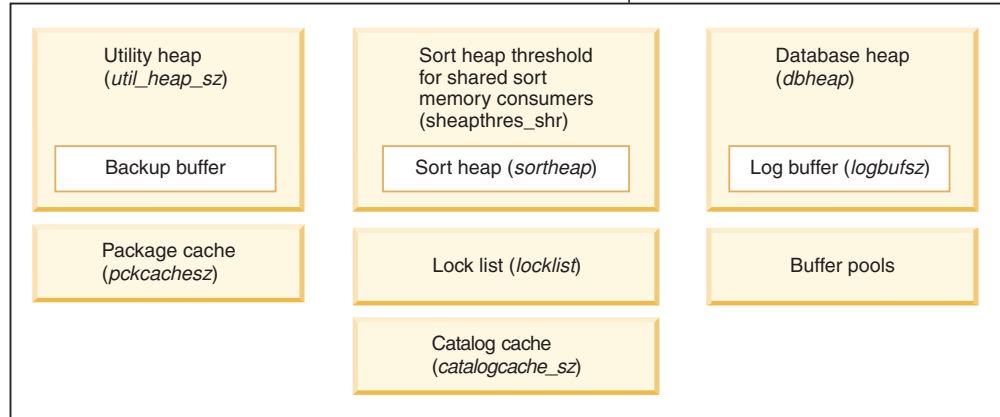 Utility heap
(util_heap_sz)
Backup buffer
Sort heap threshold
for shared sort
memory consumers
(sheapthres_shr)
Sort heap (sortheap)
Database heap
(dbheap)
Log buffer (logbufsz)
Package cache
(pckcachesz)
Lock list (locklist)
Buffer pools
Catalog cache
(catalogcache_sz)